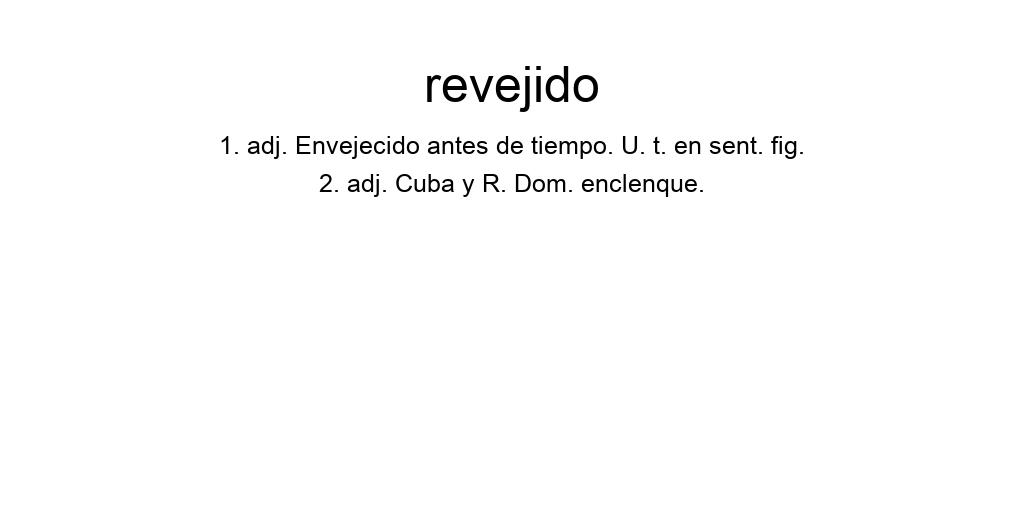 revejido
1. adj. Envejecido antes de tiempo. U. t. en sent. fig.
2. adj. Cuba y R. Dom. enclenque.